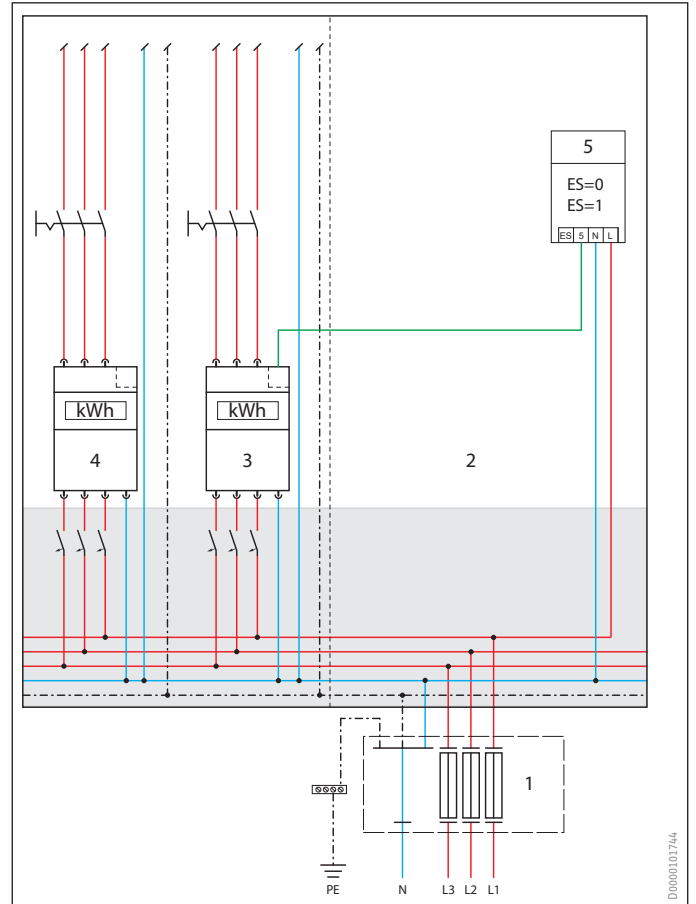 5
ES=0
ES=1
ES 5 N L
kWh
kWh
4
3
2
1
PE
N
L3
L2
L1
D0000101744